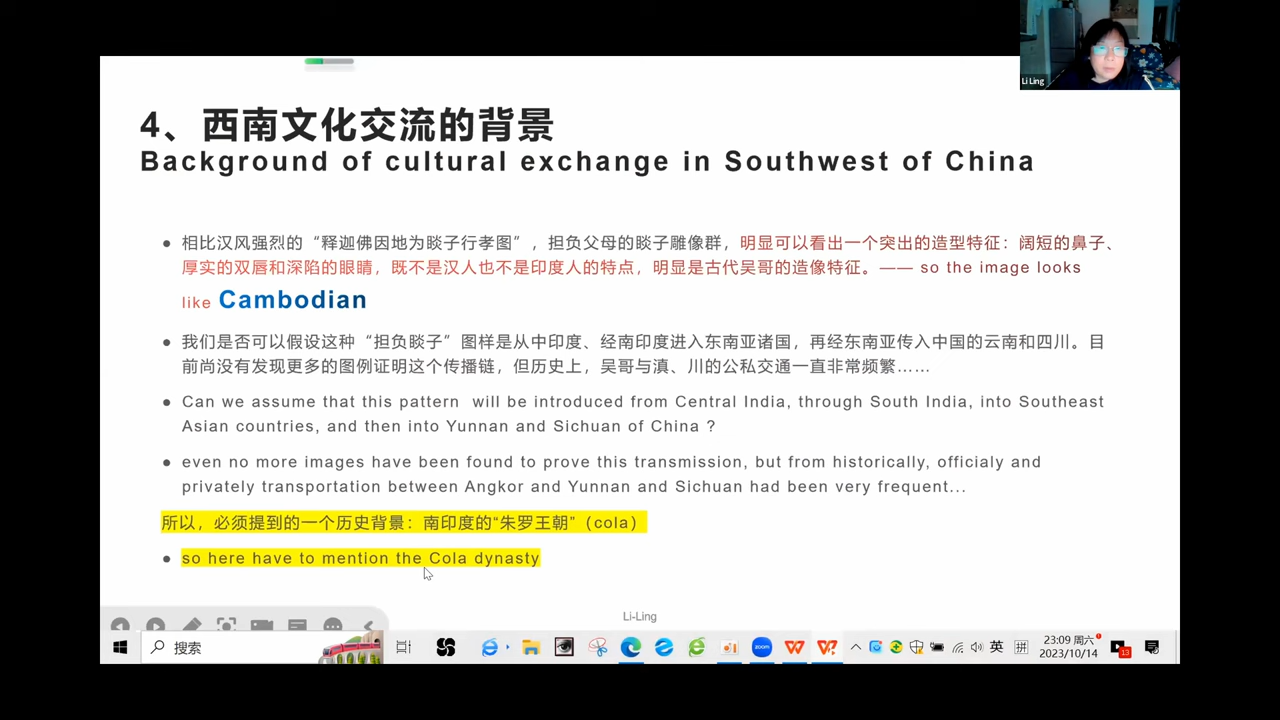 Li Ling
4、西南文化交流的背景
Background of cultural exchange in Southwest of China
相比汉风强烈的“释迦佛因地为睒子行孝图”，担负父母的睒子雕像群，明显可以看出一个突出的造型特征：阔短的鼻子、
厚实的双唇和深陷的眼睛，既不是汉人也不是印度人的特点，明显是古代吴哥的造像特征。—— so the image looks
like Cambodian
我们是否可以假设这种“担负睒子”图样是从中印度、经南印度进入东南亚诸国，再经东南亚传入中国的云南和四川。目
前尚没有发现更多的图例证明这个传播链，但历史上，吴哥与滇、川的公私交通一直非常频繁……
Can we assume that this pattern will be introduced from Central India, through South India, into Southeast
Asian countries, and then into Yunnan and Sichuan of China ?
even no more images have been found to prove this transmission, but from historically, officialy and
privately transportation between Angkor and Yunnan and Sichuan had been very frequent...
所以，必须提到的一个历史背景：南印度的“朱罗王朝”（cola）
so here have to mention the Cola dynasty
Li-Ling
搜索
zoom
英
拼
23:09 周六
2023/10/14
13